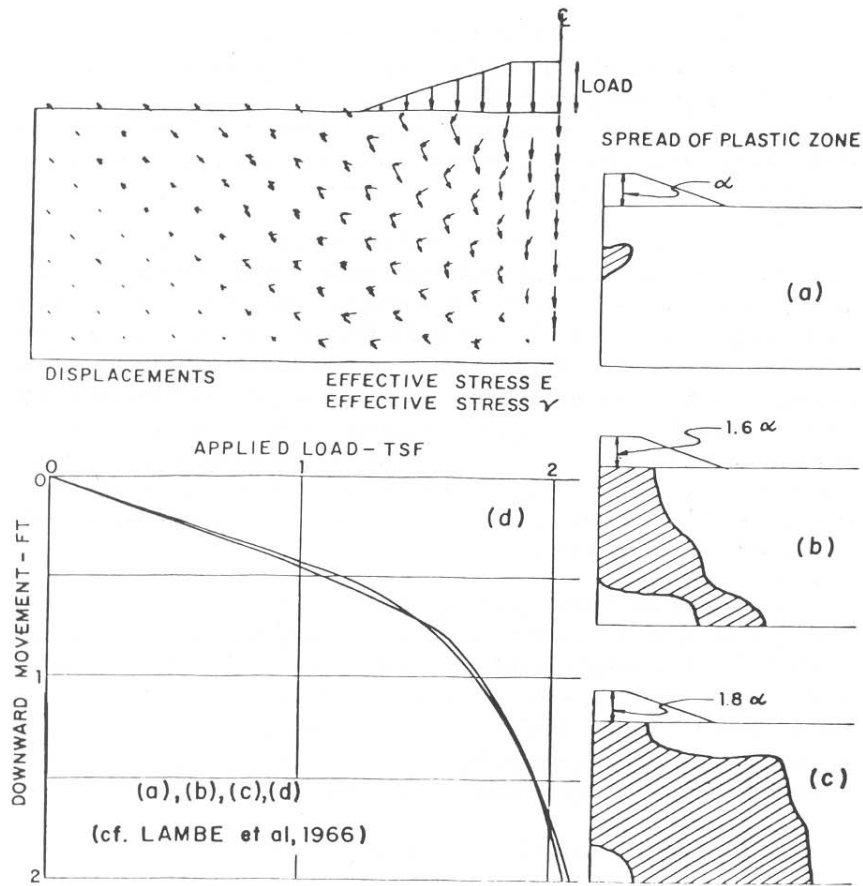 ℄
LOAD
SPREAD OF PLASTIC ZONE
α
(a)
DISPLACEMENTS
EFFECTIVE STRESS E
EFFECTIVE STRESS γ
APPLIED LOAD – TSF
0
1
2
0
1
2
DOWNWARD MOVEMENT – FT
(d)
(a),(b),(c),(d)
(cf. LAMBE et al, 1966)
1.6 α
(b)
1.8 α
(c)